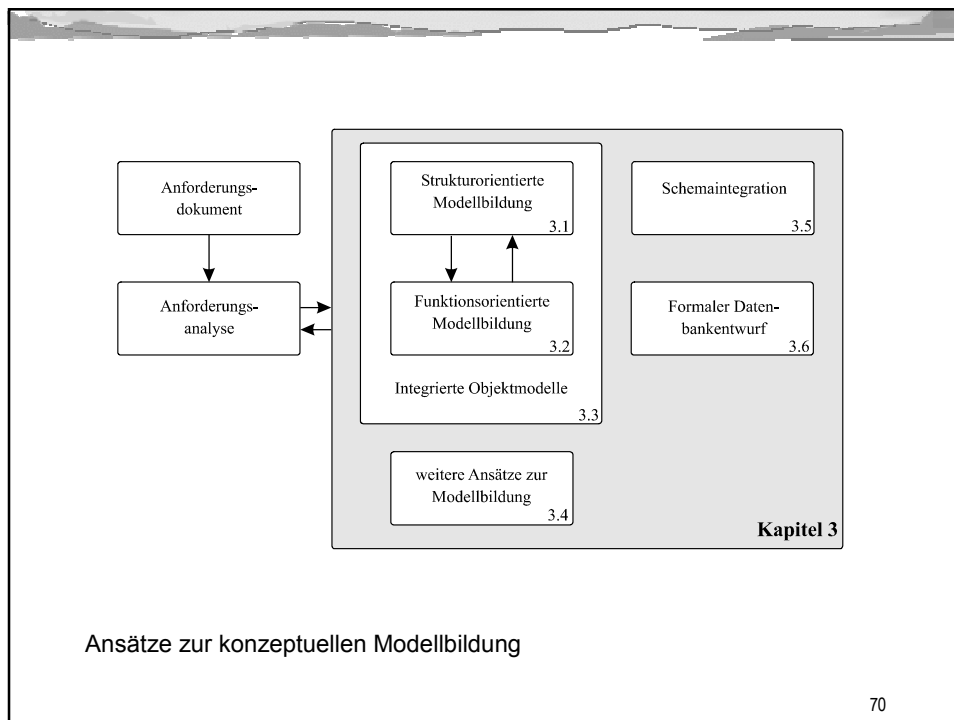 Anforderungs-
dokument
Anforderungs-
analyse
Strukturorientierte
Modellbildung
3.1
Funktionsorientierte
Modellbildung
3.2
Integrierte Objektmodelle
3.3
weitere Ansätze zur
Modellbildung
3.4
Schemaintegration
3.5
Formaler Daten-
bankentwurf
3.6
Kapitel 3
Ansätze zur konzeptuellen Modellbildung
70